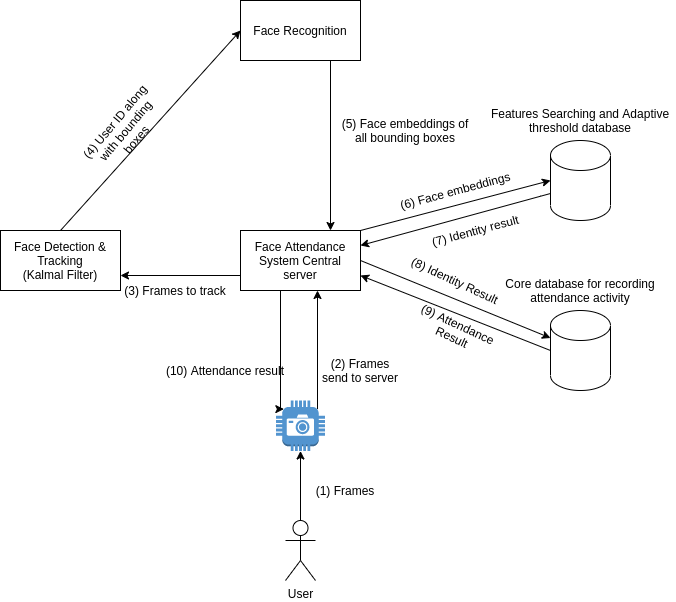 Face Recognition
(4) User ID along
with bounding
boxes
(5) Face embeddings of
all bounding boxes
Features Searching and Adaptive
threshold database
(6) Face embeddings
(7) Identity result
Face Detection &
Tracking
(Kalmal Filter)
Face Attendance
System Central
server
(3) Frames to track
(8) Identity Result
Core database for recording
attendance activity
(9) Attendance
Result
(10) Attendance result
(2) Frames
send to server
(1) Frames
User